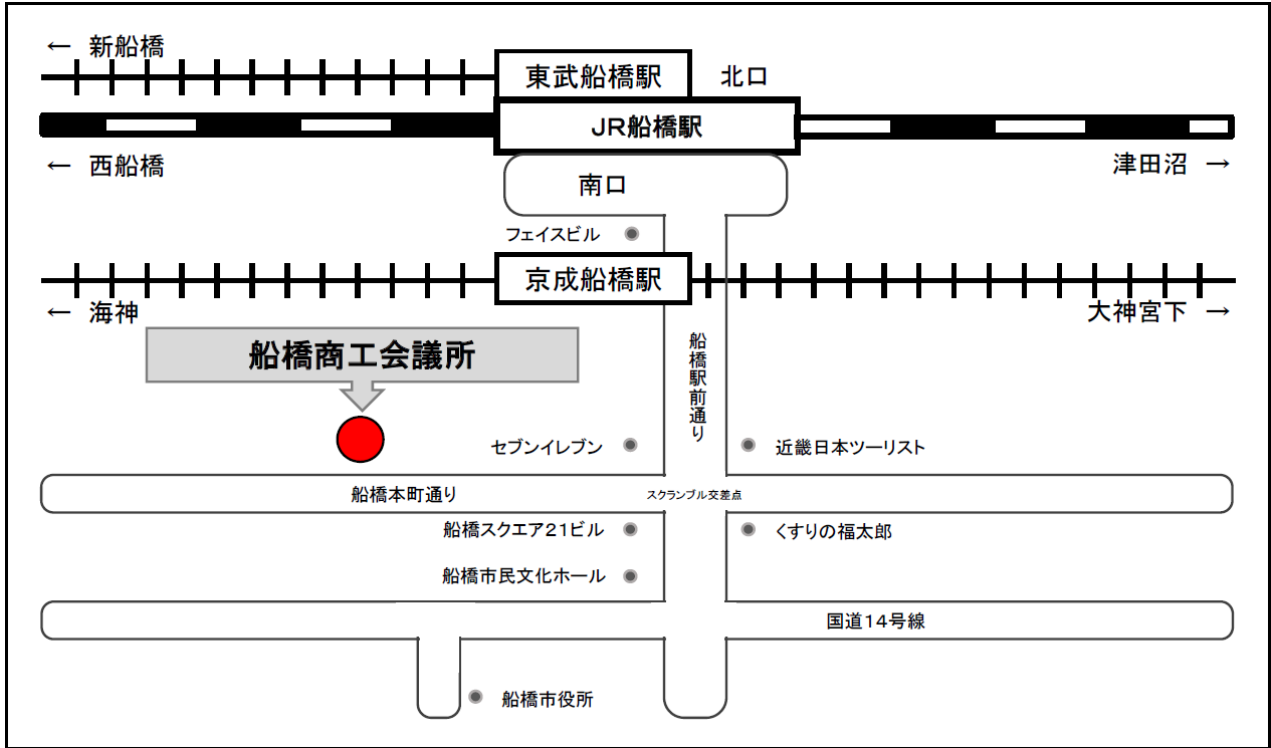 ← 新船橋
東武船橋駅
北口
JR船橋駅
← 西船橋
津田沼 →
南口
フェイスビル
京成船橋駅
← 海神
大神宮下 →
船橋商工会議所
船橋駅前通り
セブンイレブン
近畿日本ツーリスト
船橋本町通り
スクランブル交差点
船橋スクエア21ビル
くすりの福太郎
船橋市民文化ホール
国道14号線
船橋市役所